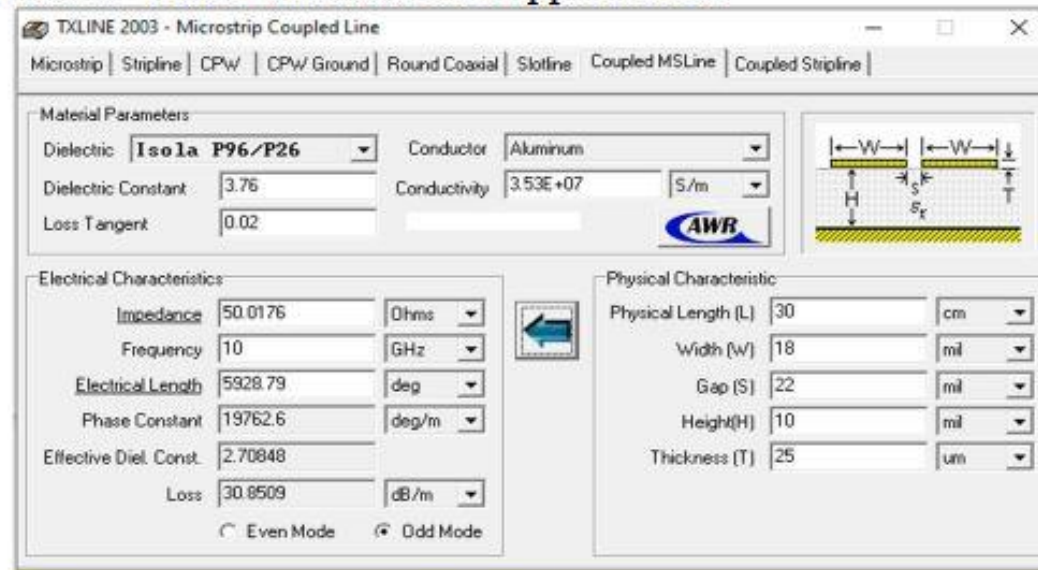 TXLINE 2003 - Microstrip Coupled Line
Microstrip Stripline CPW CPW Ground Round Coaxial Slotline Coupled MSLine Coupled Stripline
Material Parameters
Dielectric Isola P96/P26 Conductor Aluminum
Dielectric Constant 3.76 Conductivity 3.53E+07 S/m
Loss Tangent 0.02
AWR
W W
S T
H
εr
Electrical Characteristics
Impedance 50.0176 Ohms
Frequency 10 GHz
Electrical Length 5928.79 deg
Phase Constant 19762.6 deg/m
Effective Diel. Const. 2.70848
Loss 30.8509 dB/m
Even Mode Odd Mode
Physical Characteristic
Physical Length (L) 30 cm
Width (W) 18 mil
Gap (S) 22 mil
Height(H) 10 mil
Thickness (T) 25 um